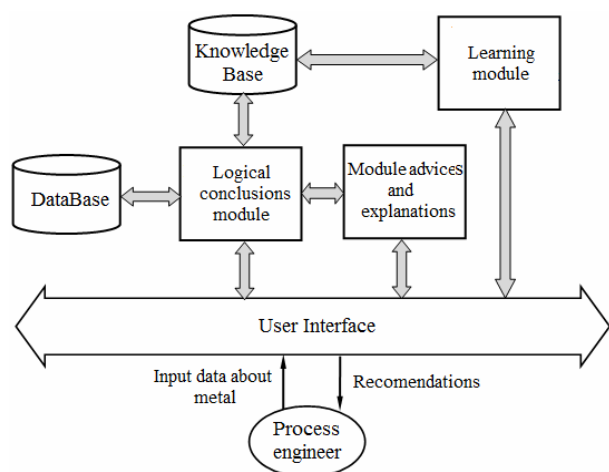 Knowledge
Base
Learning
module
DataBase
Logical
conclusions
module
Module advices
and
explanations
User Interface
Input data about
metal
Recomendations
Process
engineer